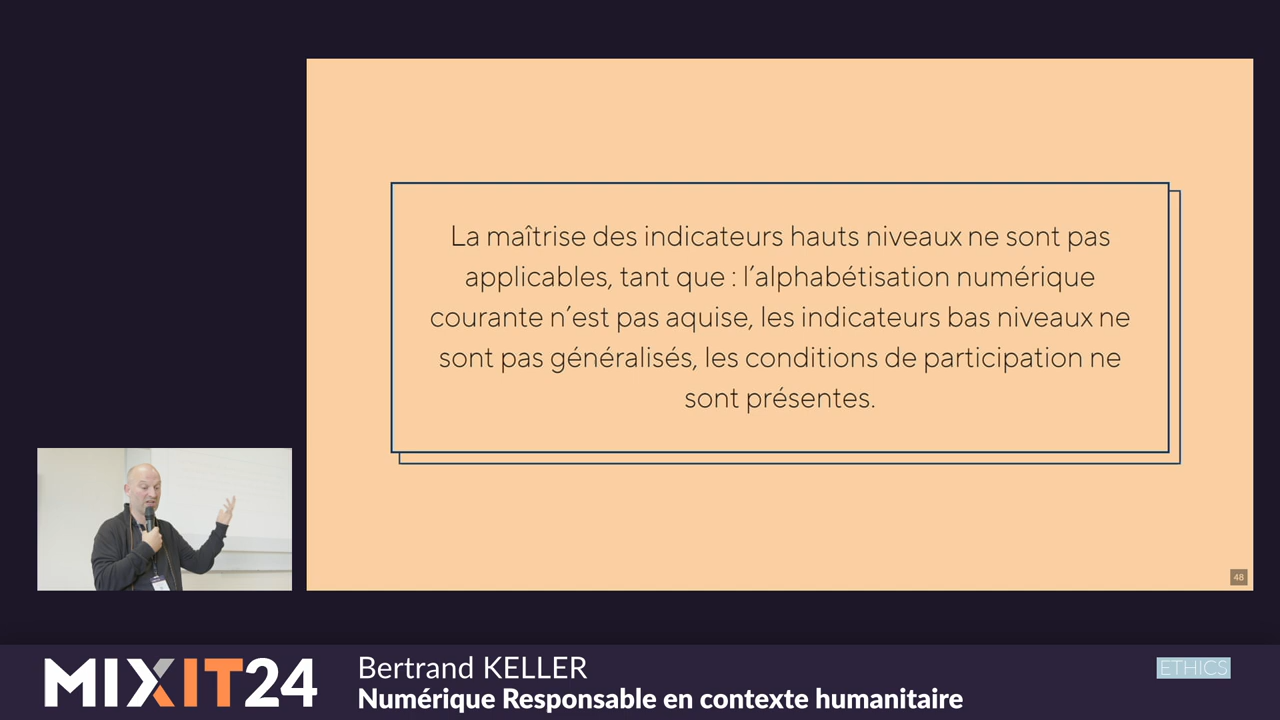 La maîtrise des indicateurs hauts niveaux ne sont pas
applicables, tant que : l’alphabétisation numérique
courante n’est pas aquise, les indicateurs bas niveaux ne
sont pas généralisés, les conditions de participation ne
sont présentes.
48
MIXIT24
Bertrand KELLER
Numérique Responsable en contexte humanitaire
ETHICS